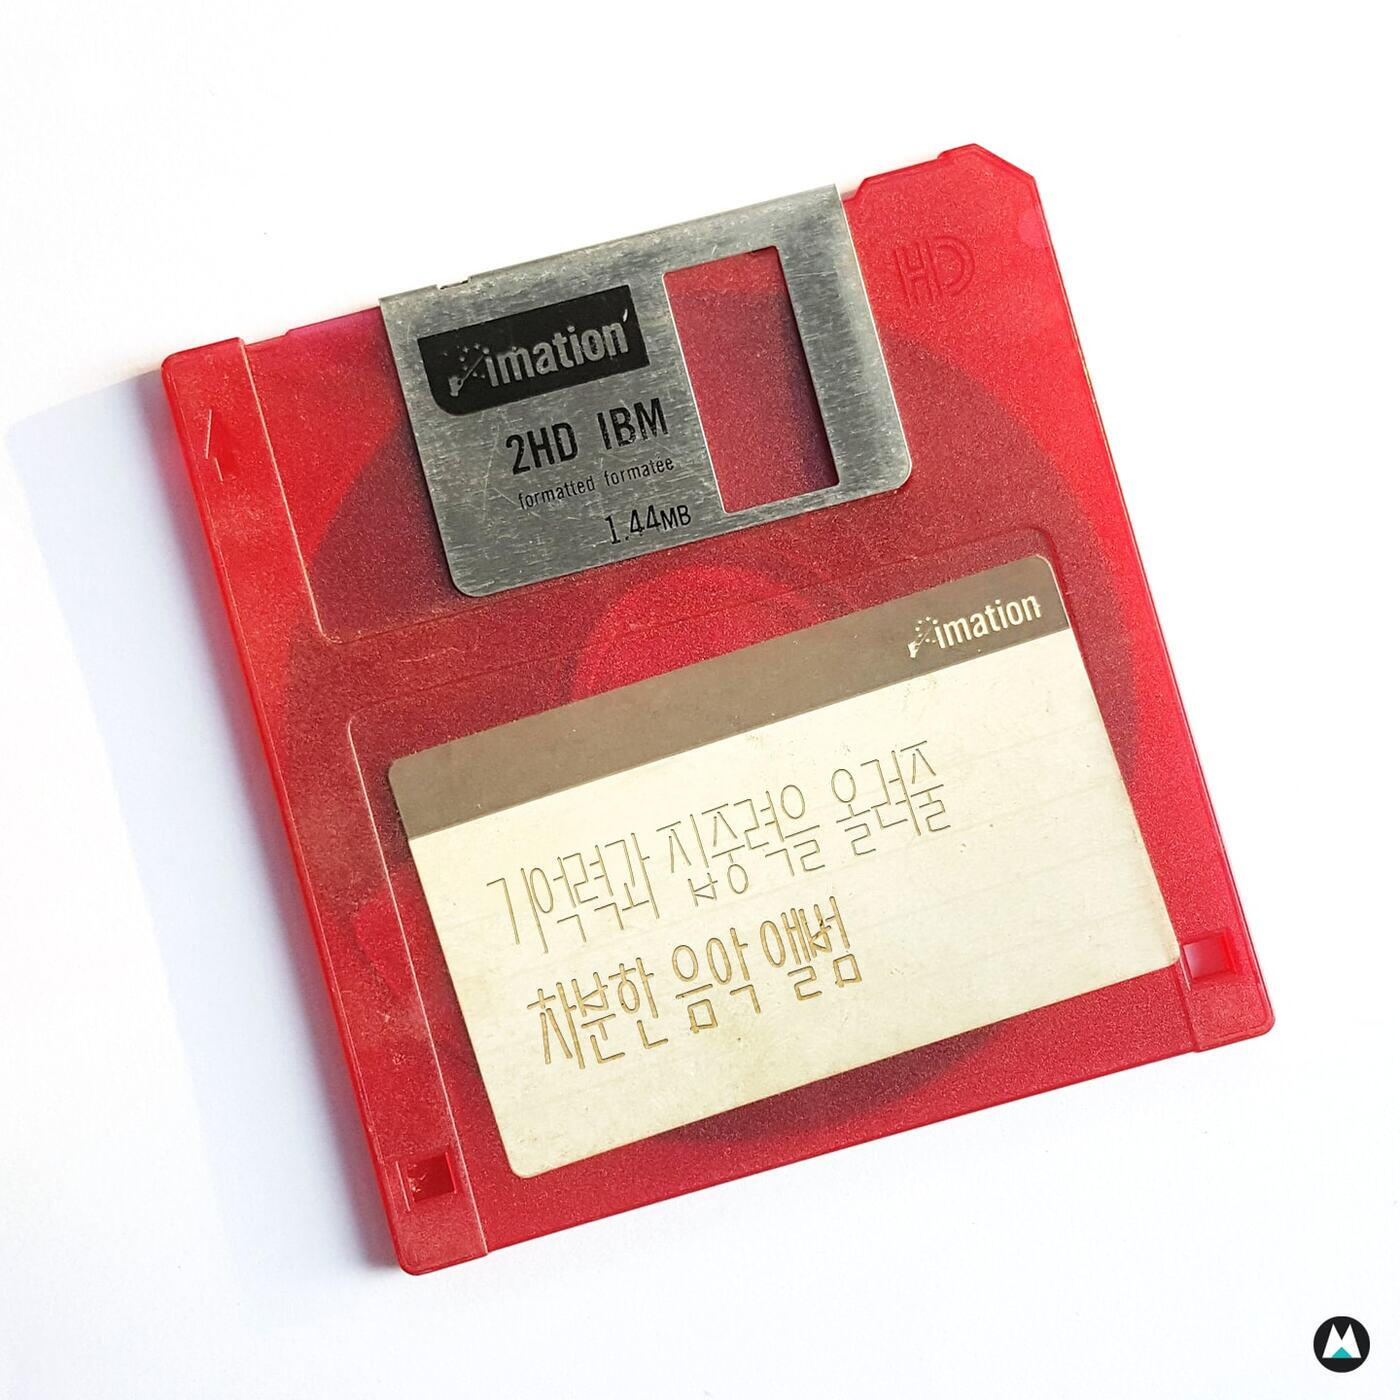 HD
imation
2HD IBM
formatted formatee
1.44MB
imation
기억력과 집중력을 올려줄
차분한 음악 앨범